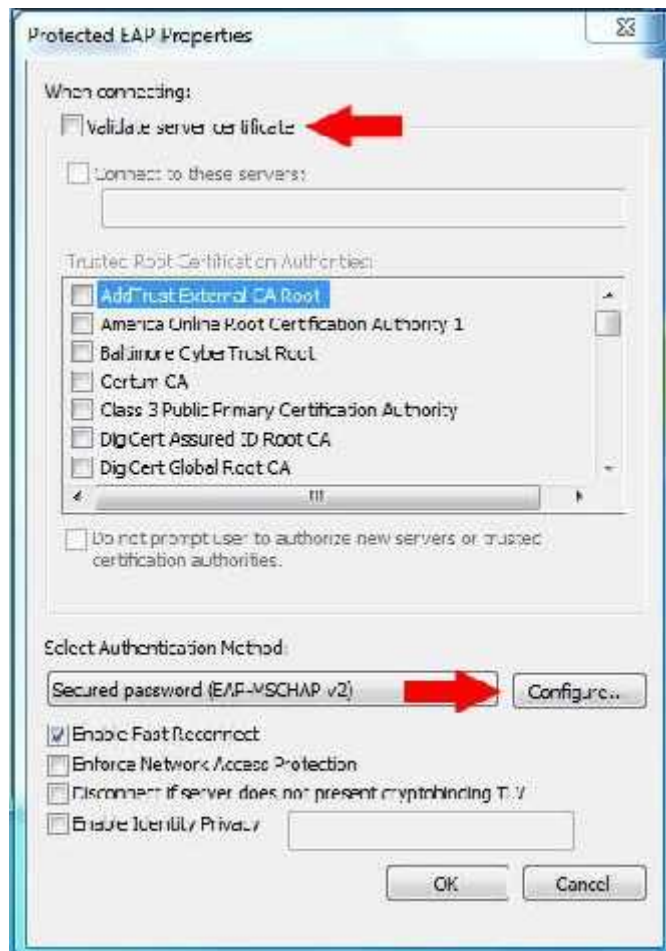 Protected EAP Properties
When connecting:
Validate server certificate
Connect to these servers:
Trusted Root Certification Authorities:
AddTrust External CA Root
America Online Root Certification Authority 1
Baltimore CyberTrust Root
Certum CA
Class 3 Public Primary Certification Authority
DigiCert Assured ID Root CA
DigiCert Global Root CA
Do not prompt user to authorize new servers or trusted
certification authorities.
Select Authentication Method:
Secured password (EAP-MSCHAP v2)
Configure...
Enable Fast Reconnect
Enforce Network Access Protection
Disconnect if server does not present cryptobinding TLV
Enable Identity Privacy
OK Cancel